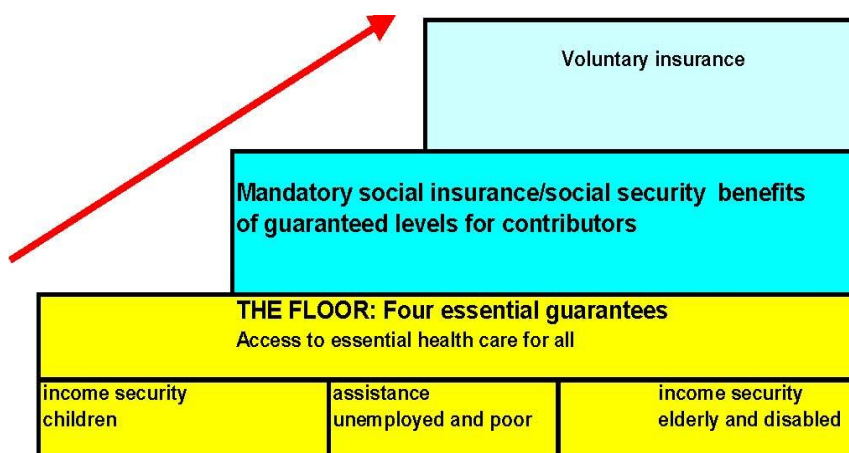 Voluntary insurance
Mandatory social insurance/social security benefits
of guaranteed levels for contributors
THE FLOOR: Four essential guarantees
Access to essential health care for all
income security
children
assistance
unemployed and poor
income security
elderly and disabled